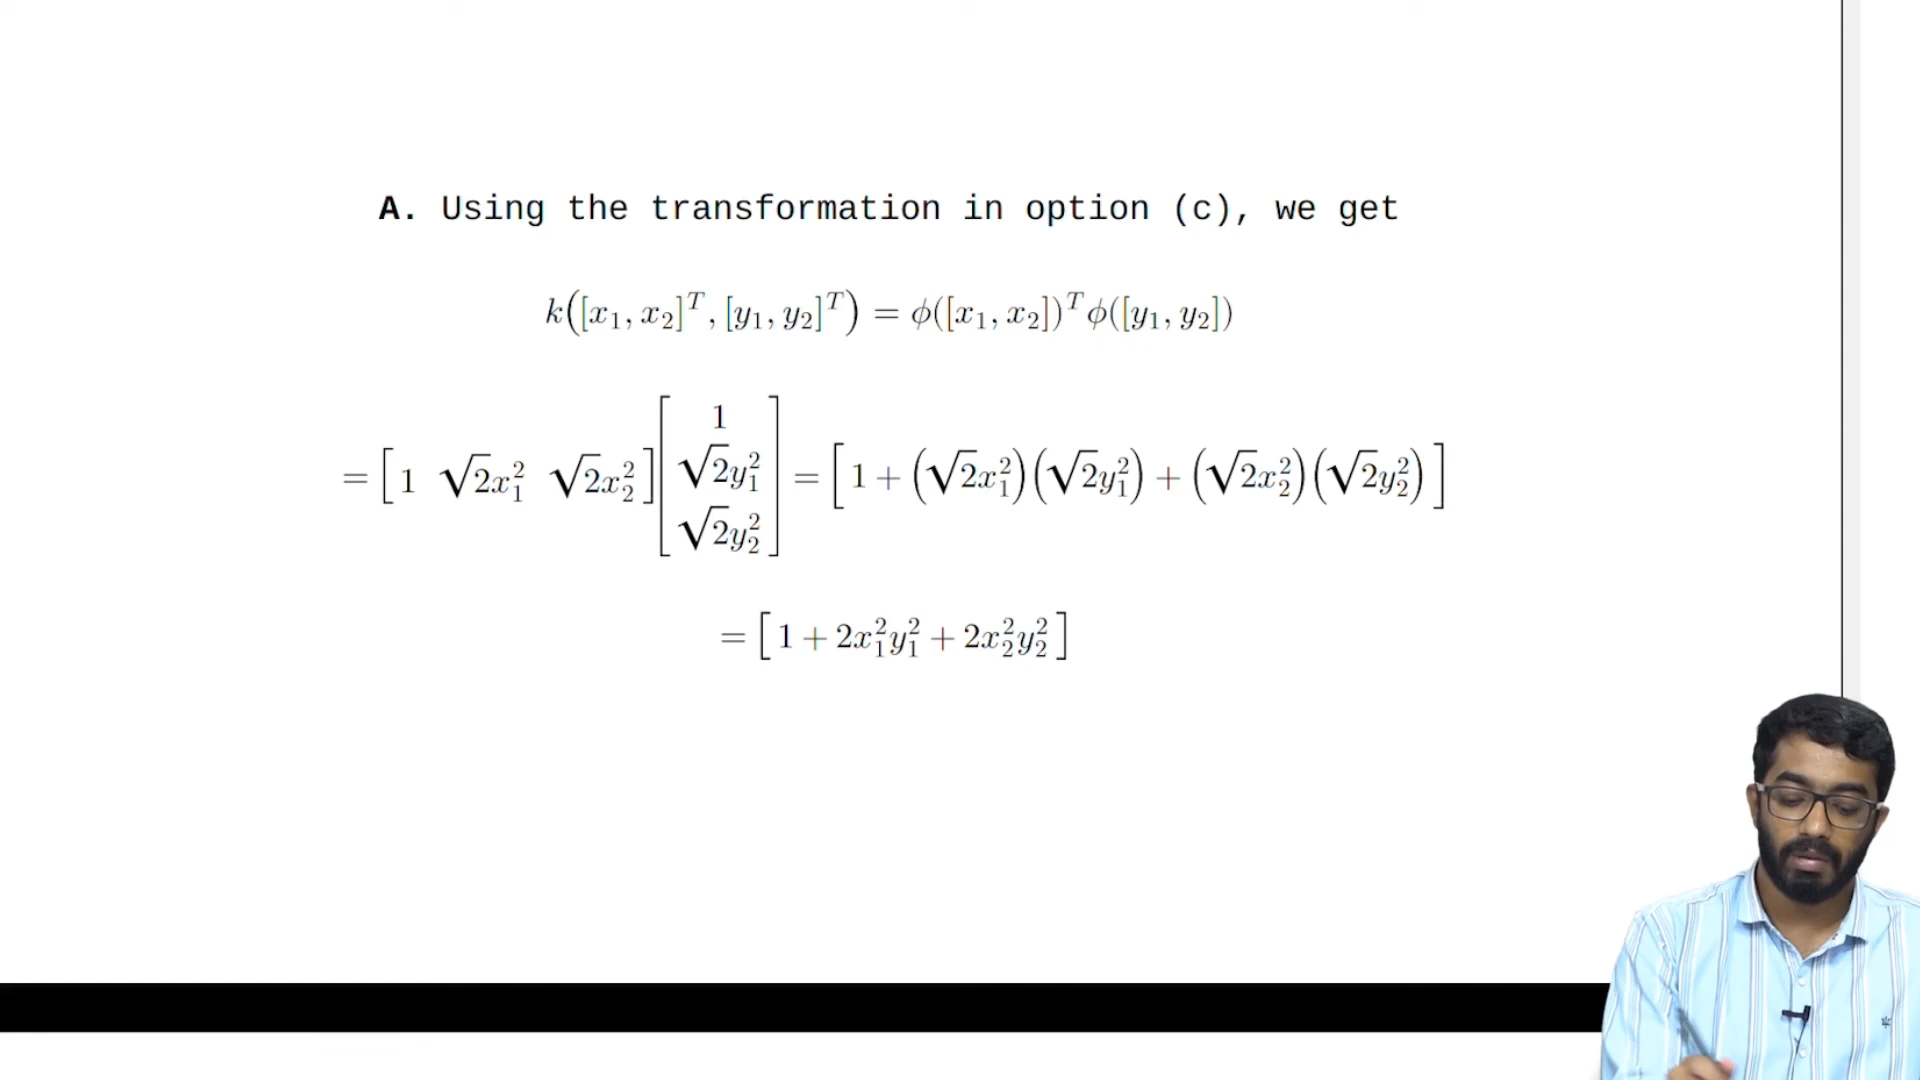 A. Using the transformation in option (c), we get
k([x₁, x₂]ᵀ, [y₁, y₂]ᵀ) = ϕ([x₁, x₂])ᵀϕ([y₁, y₂])
= [1 √2x₁² √2x₂²] [1 √2y₁² √2y₂²] = [1 + (√2x₁²)(√2y₁²) + (√2x₂²)(√2y₂²)]
= [1 + 2x₁²y₁² + 2x₂²y₂²]